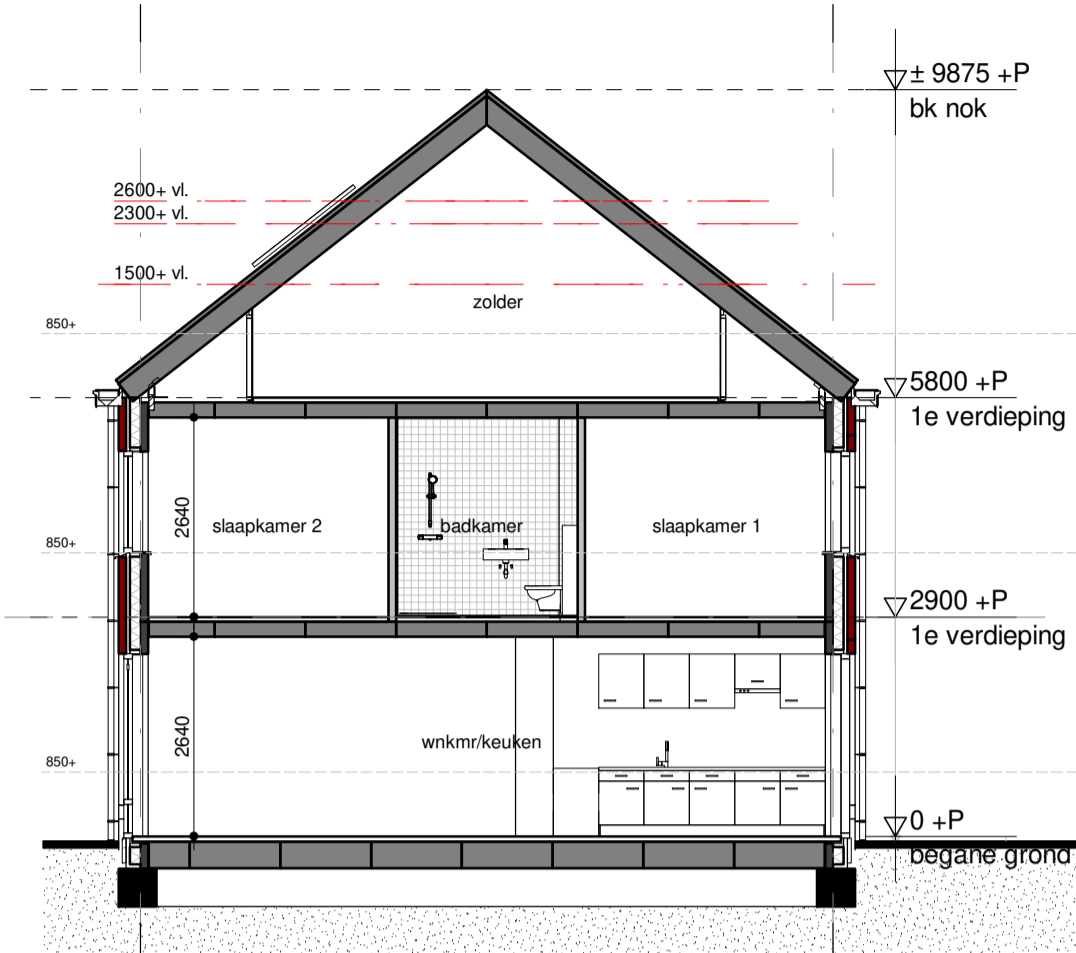 ± 9875 +P
bk nok
2600+ vl.
2300+ vl.
1500+ vl.
zolder
850+
5800 +P
1e verdieping
2640
slaapkamer 2
badkamer
slaapkamer 1
850+
2900 +P
1e verdieping
2640
wnkmr/keuken
850+
0 +P
begane grond